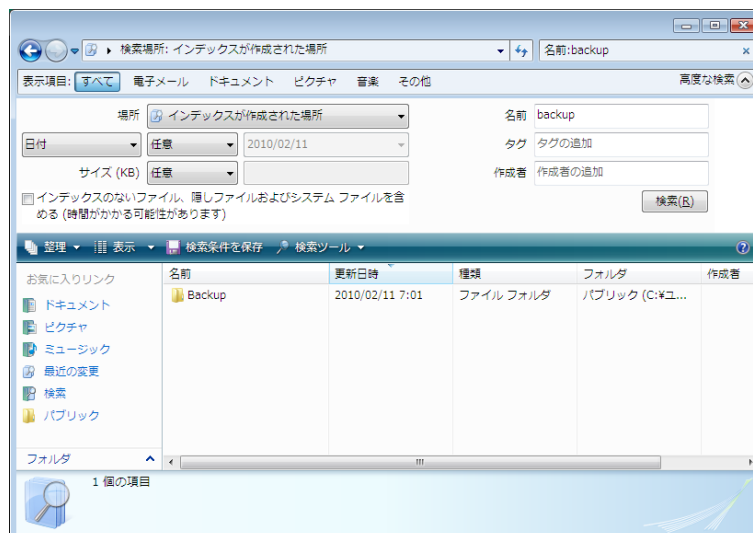 検索場所: インデックスが作成された場所
名前:backup
表示項目: すべて 電子メール ドキュメント ピクチャ 音楽 その他 高度な検索
場所 インデックスが作成された場所 名前 backup
日付 任意 2010/02/11 タグ タグの追加
サイズ (KB) 任意 作成者 作成者の追加
インデックスのないファイル、隠しファイルおよびシステム ファイルを含
める (時間がかかる可能性があります)
検索(R)
整理 表示 検索条件を保存 検索ツール
お気に入りリンク
ドキュメント
ピクチャ
ミュージック
最近の変更
検索
パブリック
フォルダ
名前 更新日時 種類 フォルダ 作成者
Backup 2010/02/11 7:01 ファイル フォルダ パブリック (C:¥ユ...
1 個の項目